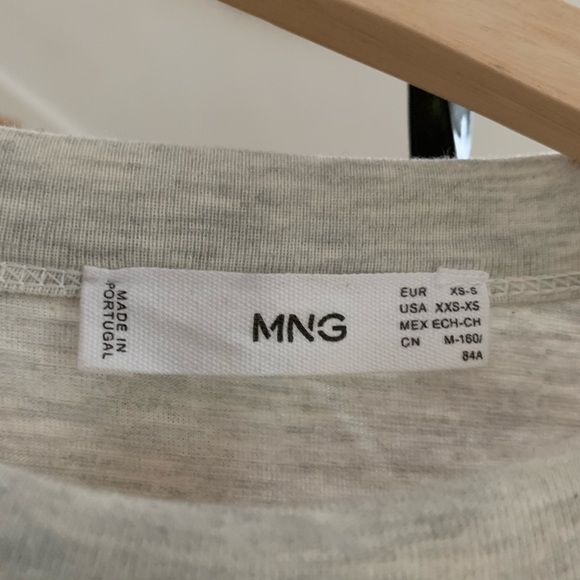 MADE IN
PORTUGAL
MNG
EUR XS-S
USA XXS-XS
MEX ECH-CH
CN M-160/
84A